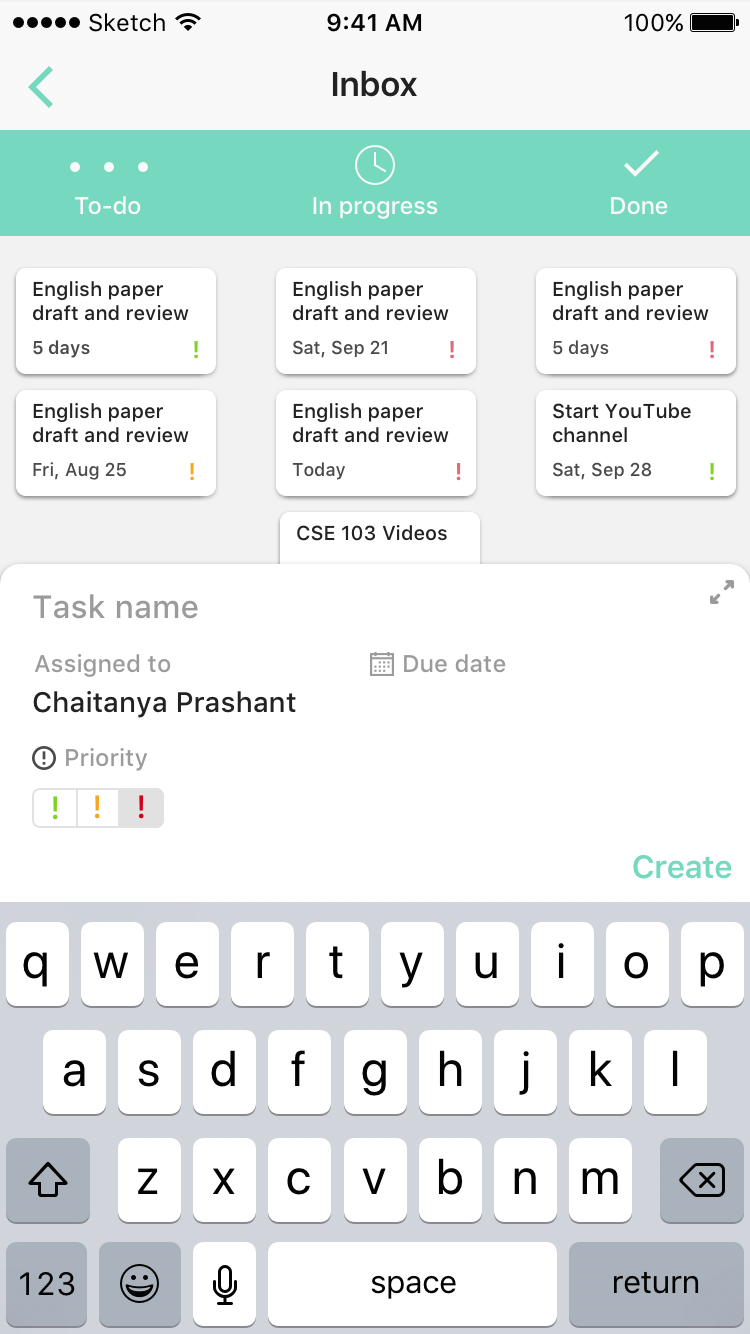 Sketch 9:41 AM 100%
Inbox
To-do In progress Done
English paper
draft and review
5 days !
English paper
draft and review
Sat, Sep 21 !
English paper
draft and review
5 days !
English paper
draft and review
Fri, Aug 25 !
English paper
draft and review
Today !
Start YouTube
channel
Sat, Sep 28 !
CSE 103 Videos
Task name
Assigned to
Chaitanya Prashant
Due date
Priority
! ! !
Create
q w e r t y u i o p
a s d f g h j k l
z x c v b n m
123 space return